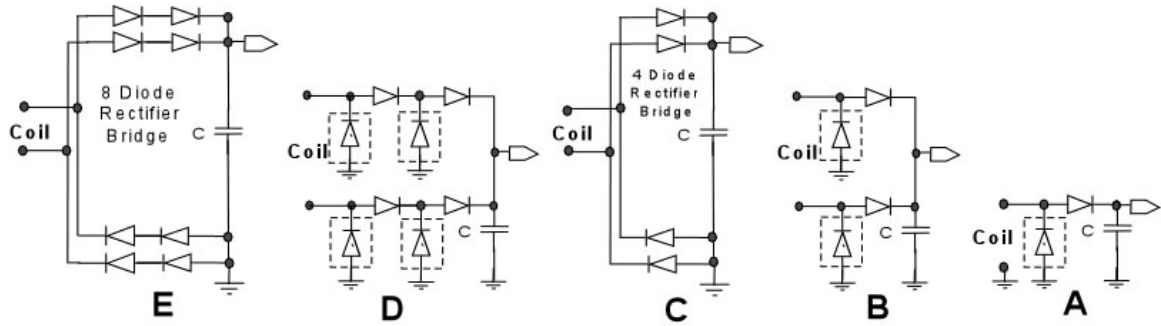 8 Diode
Rectifier
Bridge
Coil
C
E
Coil
C
D
4 Diode
Rectifier
Bridge
Coil
C
C
Coil
C
B
Coil
C
A